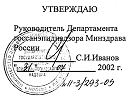 УТВЕРЖДАЮ
Руководитель Департамента
госсанэпиднадзора Минздрава
России
С.И.Иванов
2002 г.